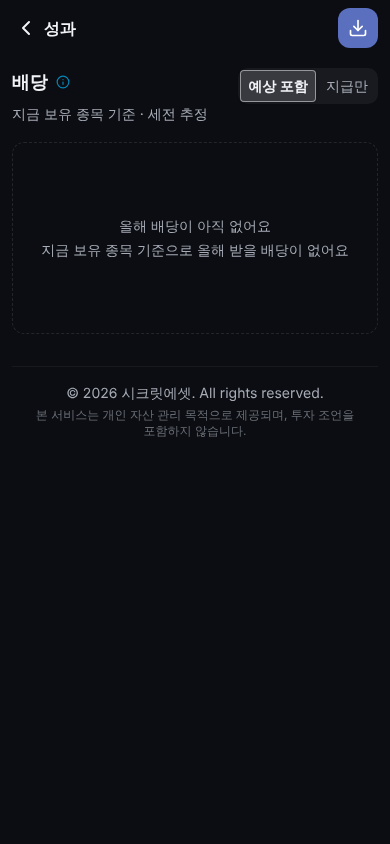 성과
배당
예상 포함
지급만
지금 보유 종목 기준 · 세전 추정
올해 배당이 아직 없어요
지금 보유 종목 기준으로 올해 받을 배당이 없어요
© 2026 시크릿에셋. All rights reserved.
본 서비스는 개인 자산 관리 목적으로 제공되며, 투자 조언을
포함하지 않습니다.